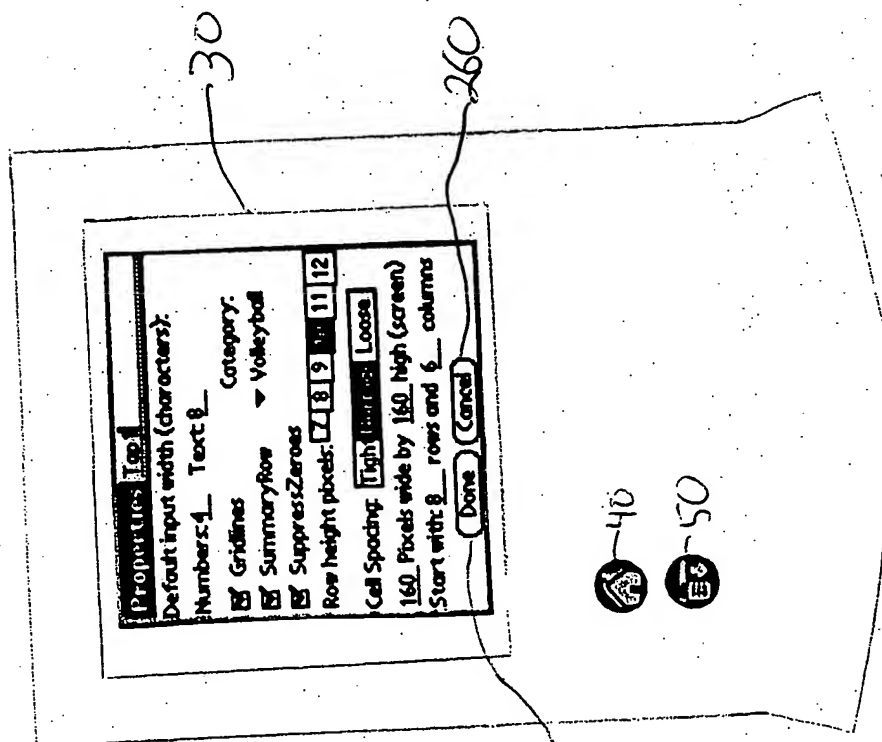 Properties Tap!
Default input width (characters):
Numbers: 4 Text: 8
Gridlines Category:
SummaryRow Volleyball
SuppressZeroes
Row height pixels: 7 8 9 10 11 12
Cell Spacing: Tight Loose
160 Pixels wide by 160 high (screen)
Start with: 8 rows and 6 columns
Done Cancel
30
260
40
50